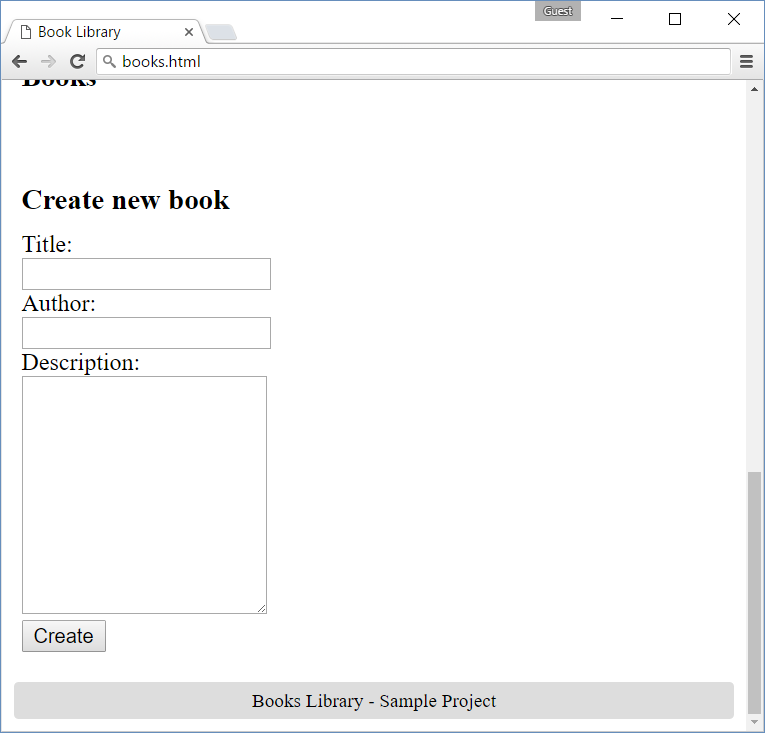 Guest
Book Library
books.html
Books
Create new book
Title:
Author:
Description:
Create
Books Library - Sample Project